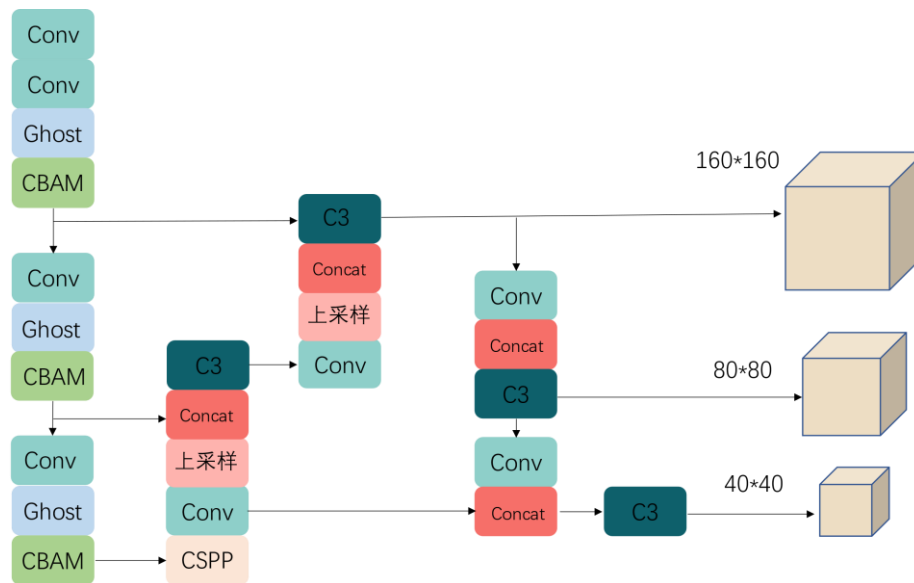 Conv
Conv
Ghost
CBAM
Conv
Ghost
CBAM
Conv
Ghost
CBAM
C3
Concat
上采样
Conv
CSPP
C3
Concat
上采样
Conv
Conv
Concat
C3
Conv
Concat
C3
160*160
80*80
40*40